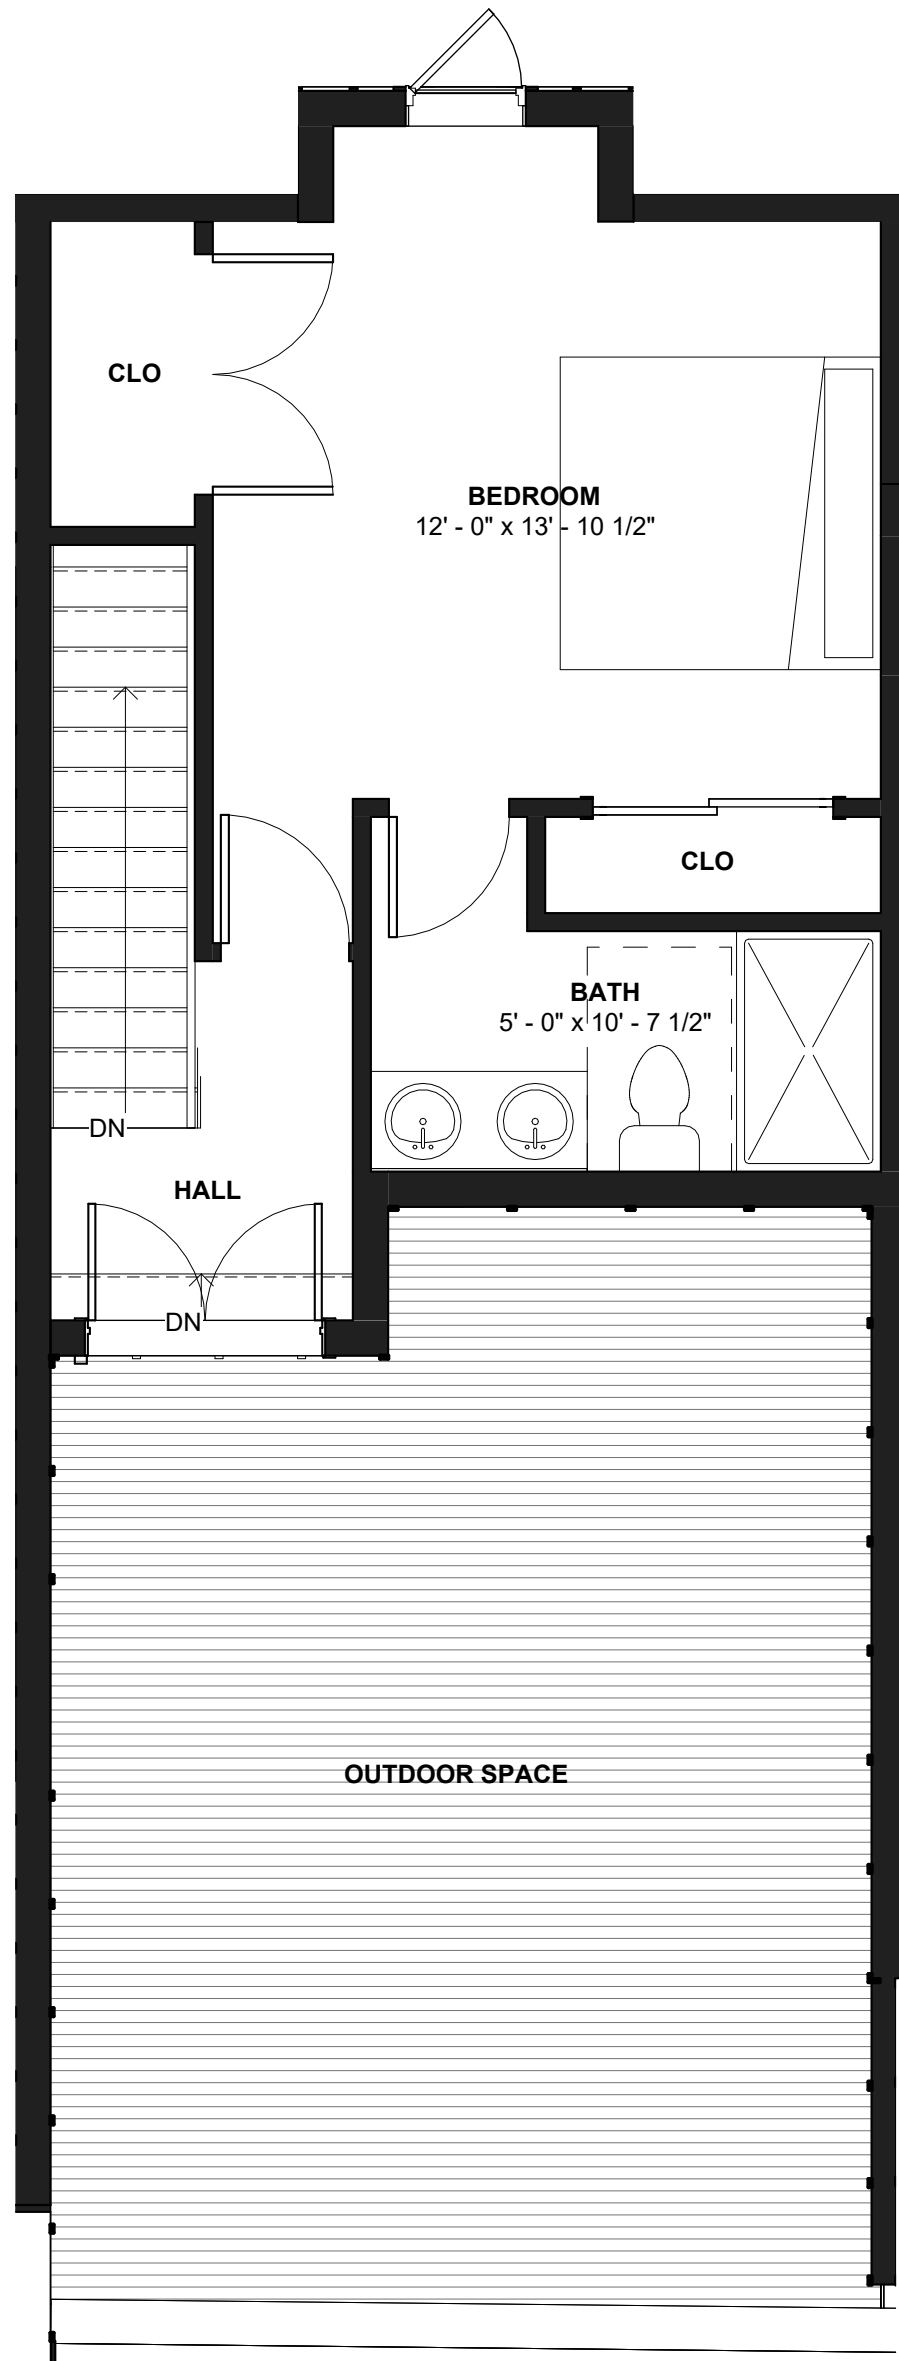 CLO
BEDROOM
12' - 0" x 13' - 10 1/2"
CLO
BATH
5' - 0" x 10' - 7 1/2"
DN
HALL
DN
OUTDOOR SPACE